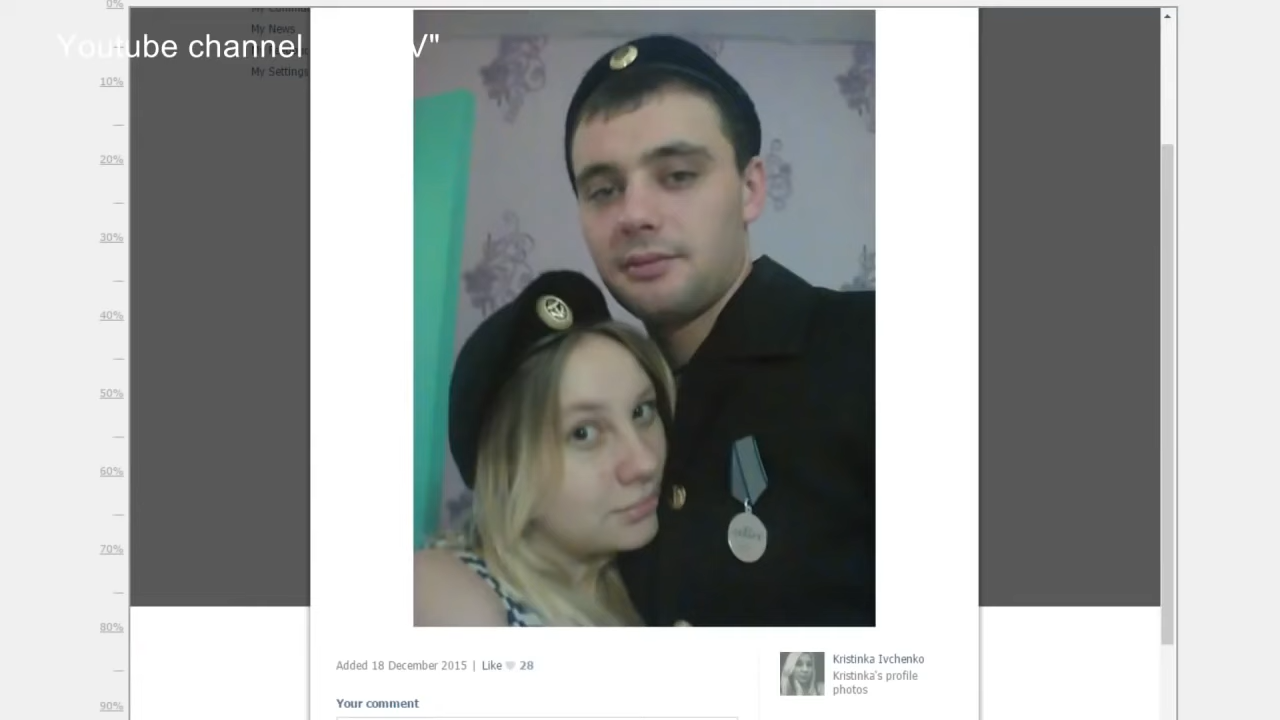 0%
My News
Youtube channel V"
My Settings
10%
20%
30%
40%
50%
60%
70%
80%
90%
Added 18 December 2015 | Like 28
Kristinka Ivchenko
Kristinka's profile
photos
Your comment